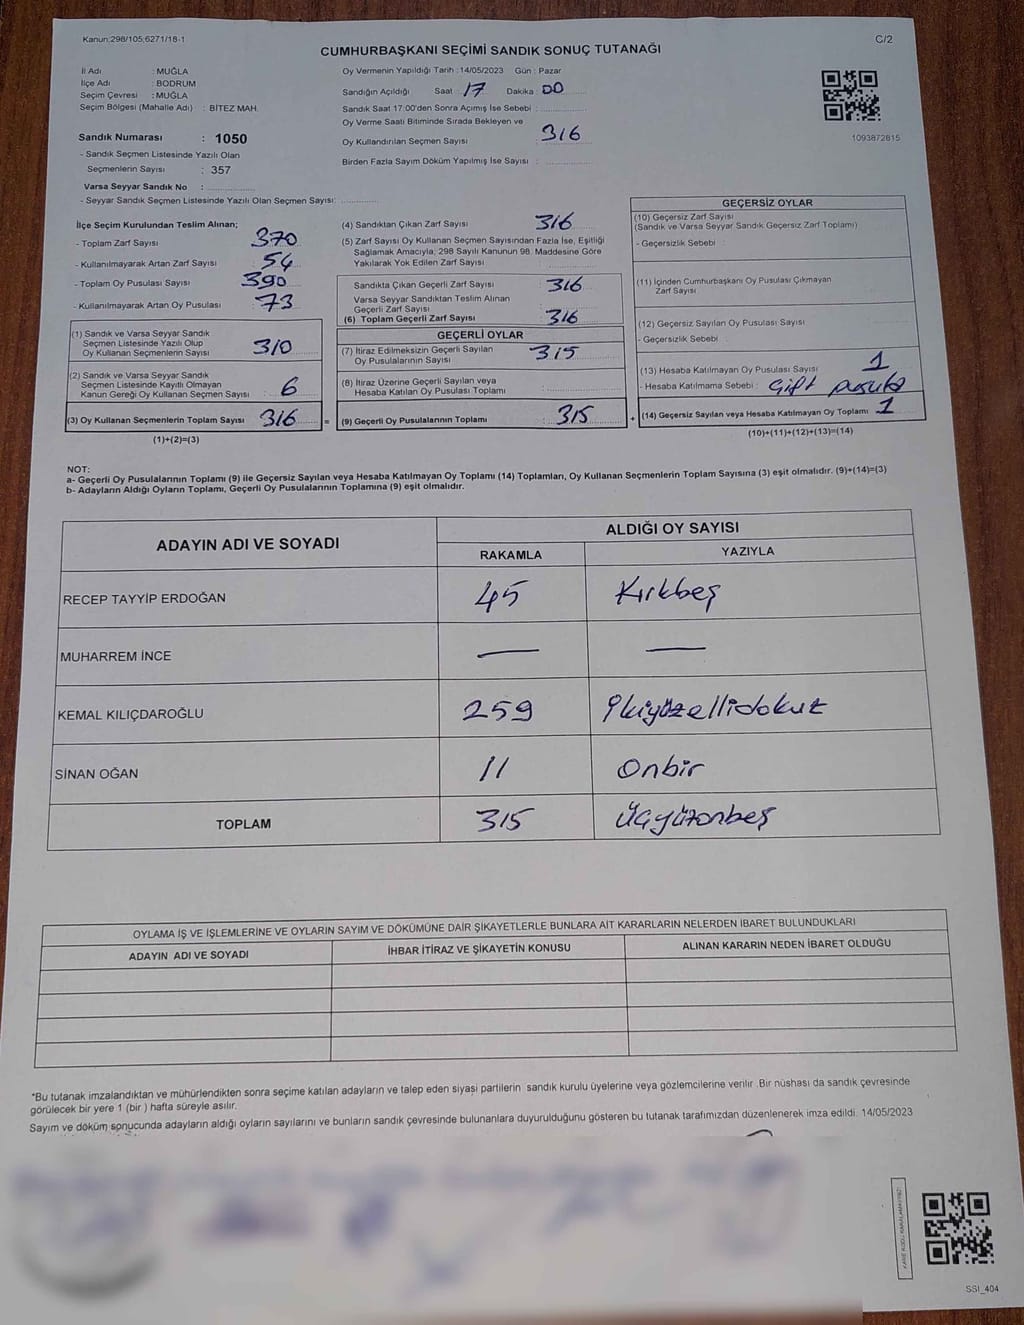 Kanun:298/105;6271/18-1
C/2
CUMHURBAŞKANI SEÇİMİ SANDIK SONUÇ TUTANAĞI
İl Adı : MUĞLA
İlçe Adı : BODRUM
Seçim Çevresi : MUĞLA
Seçim Bölgesi (Mahalle Adı) : BİTEZ MAH.
Sandık Numarası : 1050
- Sandık Seçmen Listesinde Yazılı Olan
Seçmenlerin Sayısı : 357
Varsa Seyyar Sandık No :
- Seyyar Sandık Seçmen Listesinde Yazılı Olan Seçmen Sayısı:
Oy Vermenin Yapıldığı Tarih :14/05/2023 Gün : Pazar
Sandığın Açıldığı Saat : 17 Dakika : 00
Sandık Saat 17:00'den Sonra Açımış İse Sebebi :
Oy Verme Saati Bitiminde Sırada Bekleyen ve
Oy Kullandırılan Seçmen Sayısı : 316
Birden Fazla Sayım Döküm Yapılmış İse Sayısı :
1093872815
İlçe Seçim Kurulundan Teslim Alınan;
- Toplam Zarf Sayısı : 370
- Kullanılmayarak Artan Zarf Sayısı : 54
- Toplam Oy Pusulası Sayısı : 390
- Kullanılmayarak Artan Oy Pusulası : 73
(1) Sandık ve Varsa Seyyar Sandık
Seçmen Listesinde Yazılı Olup
Oy Kullanan Seçmenlerin Sayısı : 310
(2) Sandık ve Varsa Seyyar Sandık
Seçmen Listesinde Kayıtlı Olmayan
Kanun Gereği Oy Kullanan Seçmen Sayısı : 6
(3) Oy Kullanan Seçmenlerin Toplam Sayısı : 316
(1)+(2)=(3)
(4) Sandıktan Çıkan Zarf Sayısı : 316
(5) Zarf Sayısı Oy Kullanan Seçmen Sayısından Fazla İse, Eşitliği
Sağlamak Amacıyla; 298 Sayılı Kanunun 98. Maddesine Göre
Yakılarak Yok Edilen Zarf Sayısı :
Sandıkta Çıkan Geçerli Zarf Sayısı : 316
Varsa Seyyar Sandıktan Teslim Alınan
Geçerli Zarf Sayısı :
(6) Toplam Geçerli Zarf Sayısı : 316
GEÇERLİ OYLAR
(7) İtiraz Edilmeksizin Geçerli Sayılan
Oy Pusulalarının Sayısı : 315
(8) İtiraz Üzerine Geçerli Sayılan veya
Hesaba Katılan Oy Pusulası Toplamı :
= (9) Geçerli Oy Pusulalarının Toplamı : 315 +
GEÇERSİZ OYLAR
(10) Geçersiz Zarf Sayısı
(Sandık ve Varsa Seyyar Sandık Geçersiz Zarf Toplamı)
- Geçersizlik Sebebi :
(11) İçinden Cumhurbaşkanı Oy Pusulası Çıkmayan
Zarf Sayısı
(12) Geçersiz Sayılan Oy Pusulası Sayısı
- Geçersizlik Sebebi
(13) Hesaba Katılmayan Oy Pusulası Sayısı : 1
- Hesaba Katılmama Sebebi : Çift pusula
(14) Geçersiz Sayılan veya Hesaba Katılmayan Oy Toplamı : 1
(10)+(11)+(12)+(13)=(14)
NOT:
a- Geçerli Oy Pusulalarının Toplamı (9) ile Geçersiz Sayılan veya Hesaba Katılmayan Oy Toplamı (14) Toplamları, Oy Kullanan Seçmenlerin Toplam Sayısına (3) eşit olmalıdır. (9)+(14)=(3)
b- Adayların Aldığı Oyların Toplamı, Geçerli Oy Pusulalarının Toplamına (9) eşit olmalıdır.
ADAYIN ADI VE SOYADI
ALDIĞI OY SAYISI
RAKAMLA YAZIYLA
RECEP TAYYİP ERDOĞAN 45 Kırkbeş
MUHARREM İNCE — —
KEMAL KILIÇDAROĞLU 259 İkiyüzellidokuz
SİNAN OĞAN 11 Onbir
TOPLAM 315 Üçyüzonbeş
OYLAMA İŞ VE İŞLEMLERİNE VE OYLARIN SAYIM VE DÖKÜMÜNE DAİR ŞİKAYETLERLE BUNLARA AİT KARARLARIN NELERDEN İBARET BULUNDUKLARI
ADAYIN ADI VE SOYADI İHBAR İTİRAZ VE ŞİKAYETİN KONUSU ALINAN KARARIN NEDEN İBARET OLDUĞU
*Bu tutanak imzalandıktan ve mühürlendikten sonra seçime katılan adayların ve talep eden siyasi partilerin sandık kurulu üyelerine veya gözlemcilerine verilir .Bir nüshası da sandık çevresinde
görülecek bir yere 1 (bir ) hafta süreyle asılır.
Sayım ve döküm sonucunda adayların aldığı oyların sayılarını ve bunların sandık çevresinde bulunanlara duyurulduğunu gösteren bu tutanak tarafımızdan düzenlenerek imza edildi. 14/05/2023
SSI_404